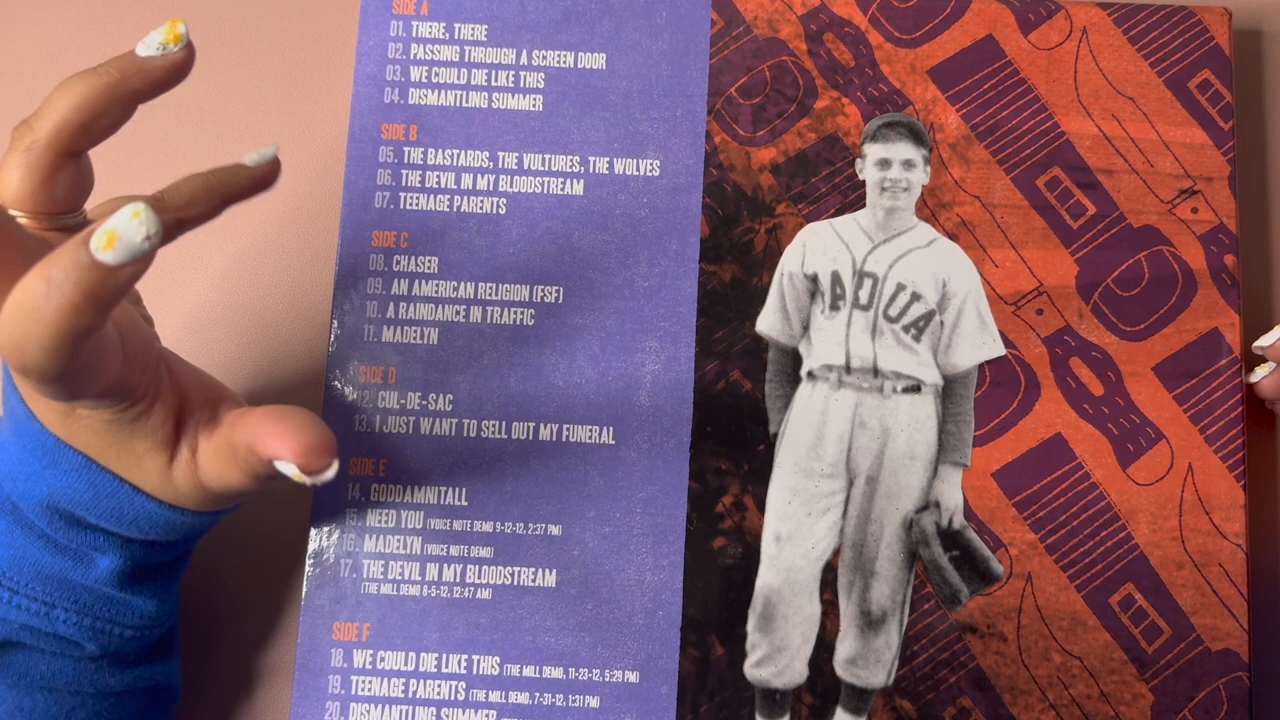 SIDE A
01. THERE, THERE
02. PASSING THROUGH A SCREEN DOOR
03. WE COULD DIE LIKE THIS
04. DISMANTLING SUMMER
SIDE B
05. THE BASTARDS, THE VULTURES, THE WOLVES
06. THE DEVIL IN MY BLOODSTREAM
07. TEENAGE PARENTS
SIDE C
08. CHASER
09. AN AMERICAN RELIGION (FSF)
10. A RAINDANCE IN TRAFFIC
11. MADELYN
SIDE D
12. CUL-DE-SAC
13. I JUST WANT TO SELL OUT MY FUNERAL
SIDE E
14. GODDAMNITALL
15. NEED YOU (VOICE NOTE DEMO 9-12-12, 2:37 PM)
16. MADELYN (VOICE NOTE DEMO)
17. THE DEVIL IN MY BLOODSTREAM
(THE MILL DEMO 8-5-12, 12:47 AM)
SIDE F
18. WE COULD DIE LIKE THIS (THE MILL DEMO, 11-23-12, 5:29 PM)
19. TEENAGE PARENTS (THE MILL DEMO, 7-31-12, 1:31 PM)
20. DISMANTLING SUMMER
PADUA